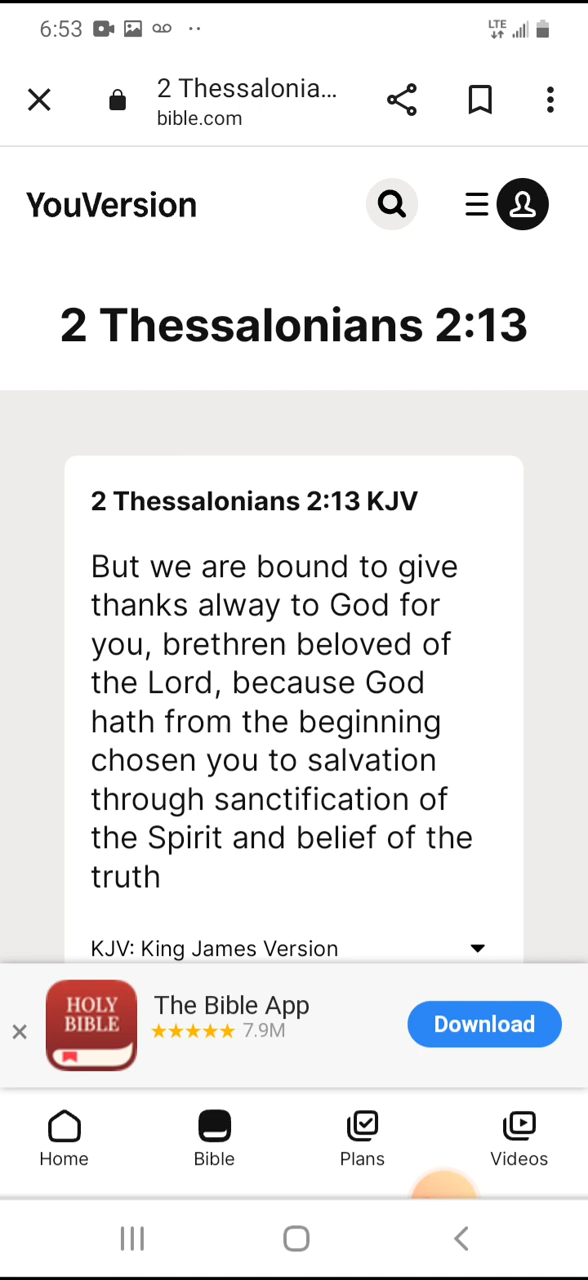 6:53
LTE
2 Thessalonia...
bible.com
YouVersion
2 Thessalonians 2:13
2 Thessalonians 2:13 KJV
But we are bound to give
thanks alway to God for
you, brethren beloved of
the Lord, because God
hath from the beginning
chosen you to salvation
through sanctification of
the Spirit and belief of the
truth
KJV: King James Version
HOLY
BIBLE
The Bible App
7.9M
Download
Home
Bible
Plans
Videos